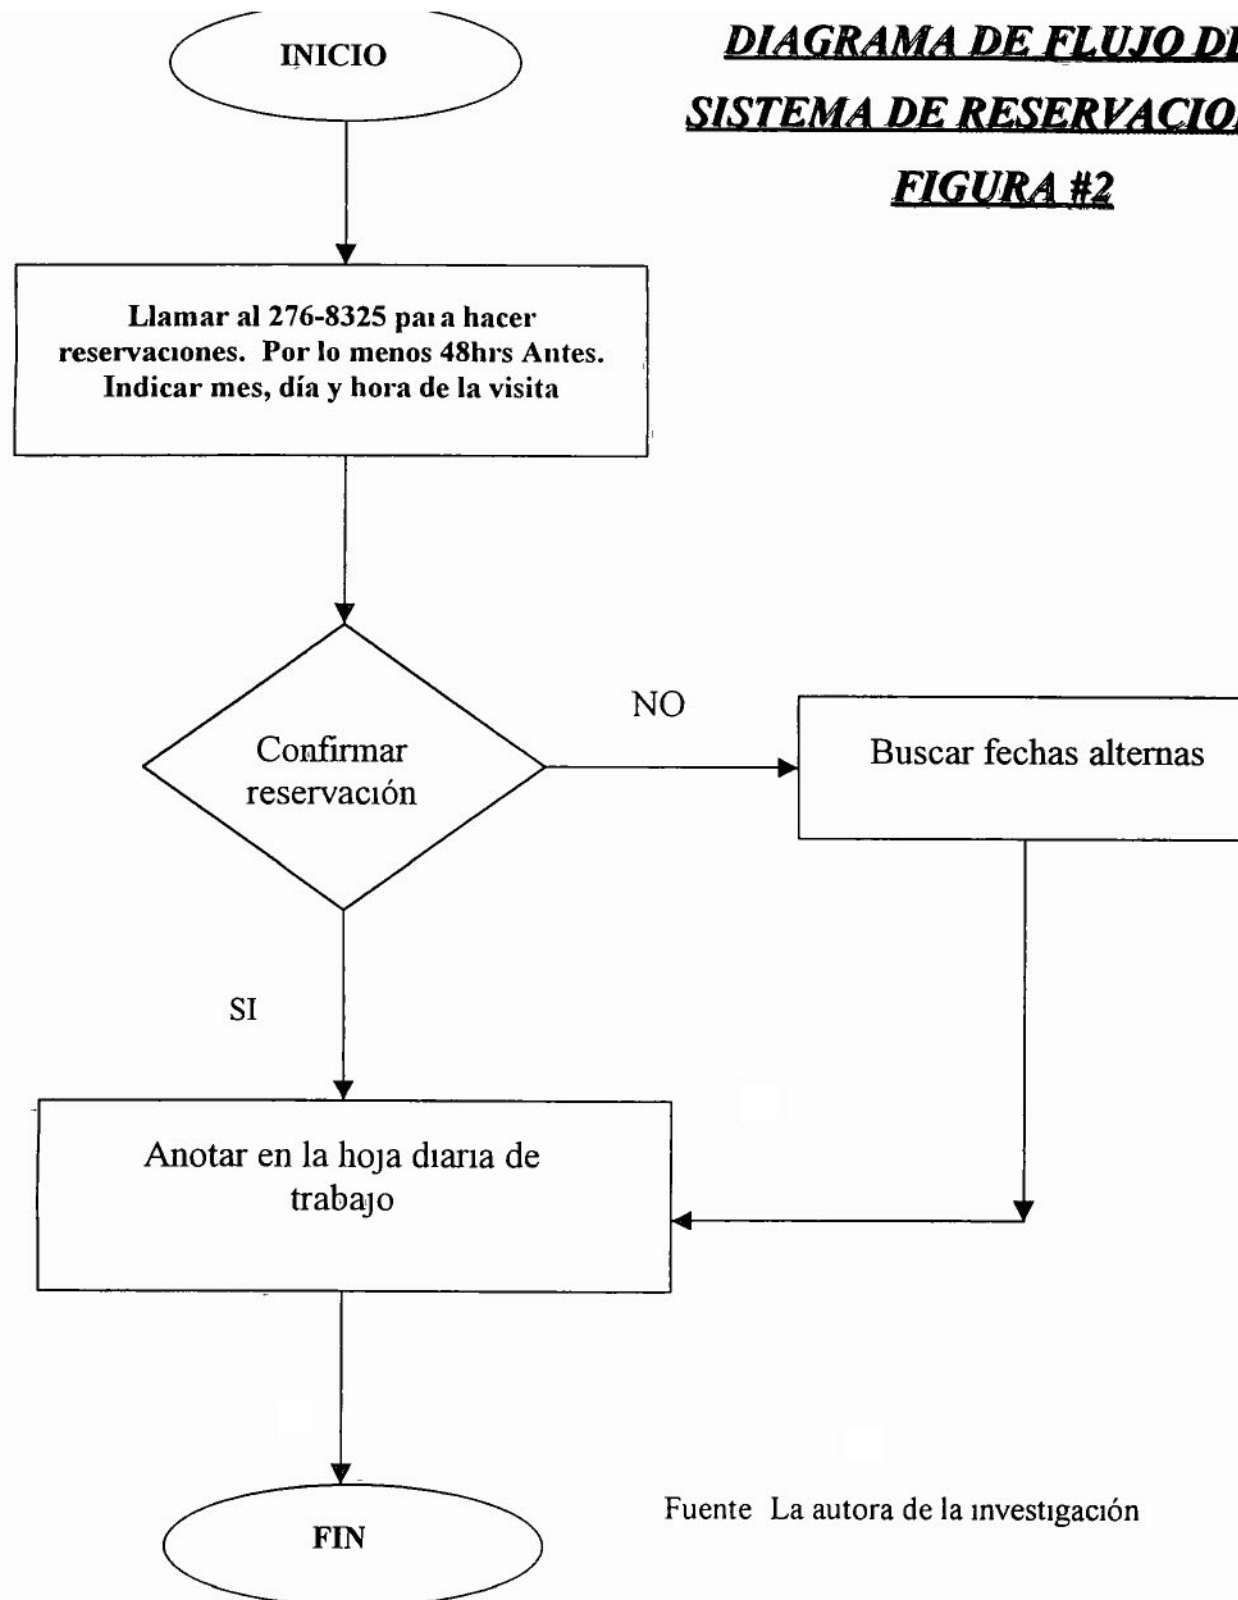 INICIO
DIAGRAMA DE FLUJO DE
SISTEMA DE RESERVACION
FIGURA #2
Llamar al 276-8325 para hacer
reservaciones. Por lo menos 48hrs Antes.
Indicar mes, día y hora de la visita
Confirmar
reservación
NO
Buscar fechas alternas
SI
Anotar en la hoja diaria de
trabajo
FIN
Fuente La autora de la investigación